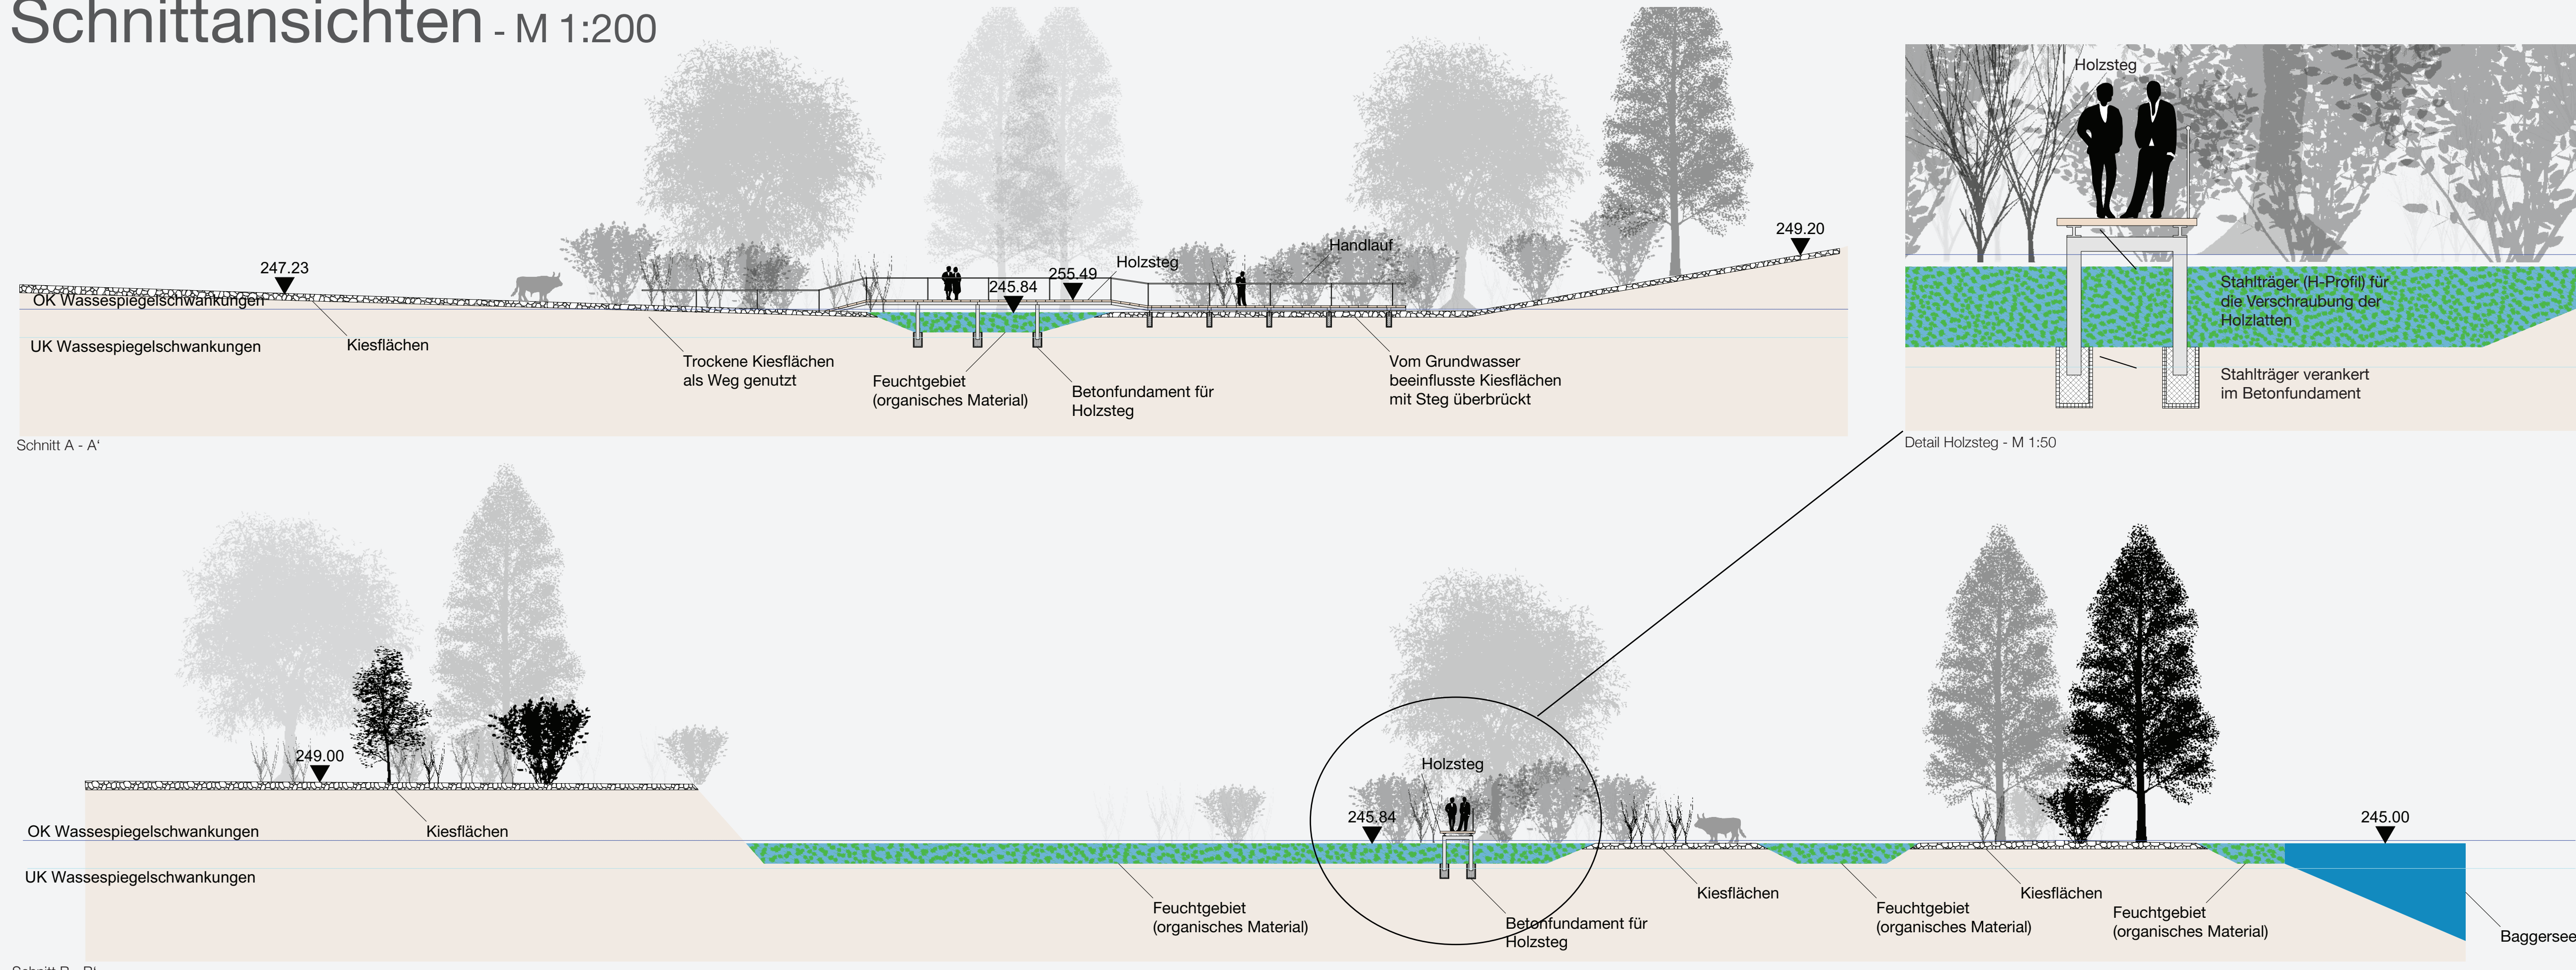 Schnittansichten - M 1:200
247.23
OK Wassespiegelschwankungen
UK Wassespiegelschwankungen
Kiesflächen
Trockene Kiesflächen
als Weg genutzt
Feuchtgebiet
(organisches Material)
245.84
255.49
Holzsteg
Betonfundament für
Holzsteg
Handlauf
Vom Grundwasser
beeinflusste Kiesflächen
mit Steg überbrückt
249.20
Schnitt A - A'
Holzsteg
Stahlträger (H-Profil) für
die Verschraubung der
Holzlatten
Stahlträger verankert
im Betonfundament
Detail Holzsteg - M 1:50
249.00
OK Wassespiegelschwankungen
UK Wassespiegelschwankungen
Kiesflächen
Feuchtgebiet
(organisches Material)
Holzsteg
245.84
Betonfundament für
Holzsteg
Kiesflächen
Feuchtgebiet
(organisches Material)
Kiesflächen
Feuchtgebiet
(organisches Material)
245.00
Baggersee